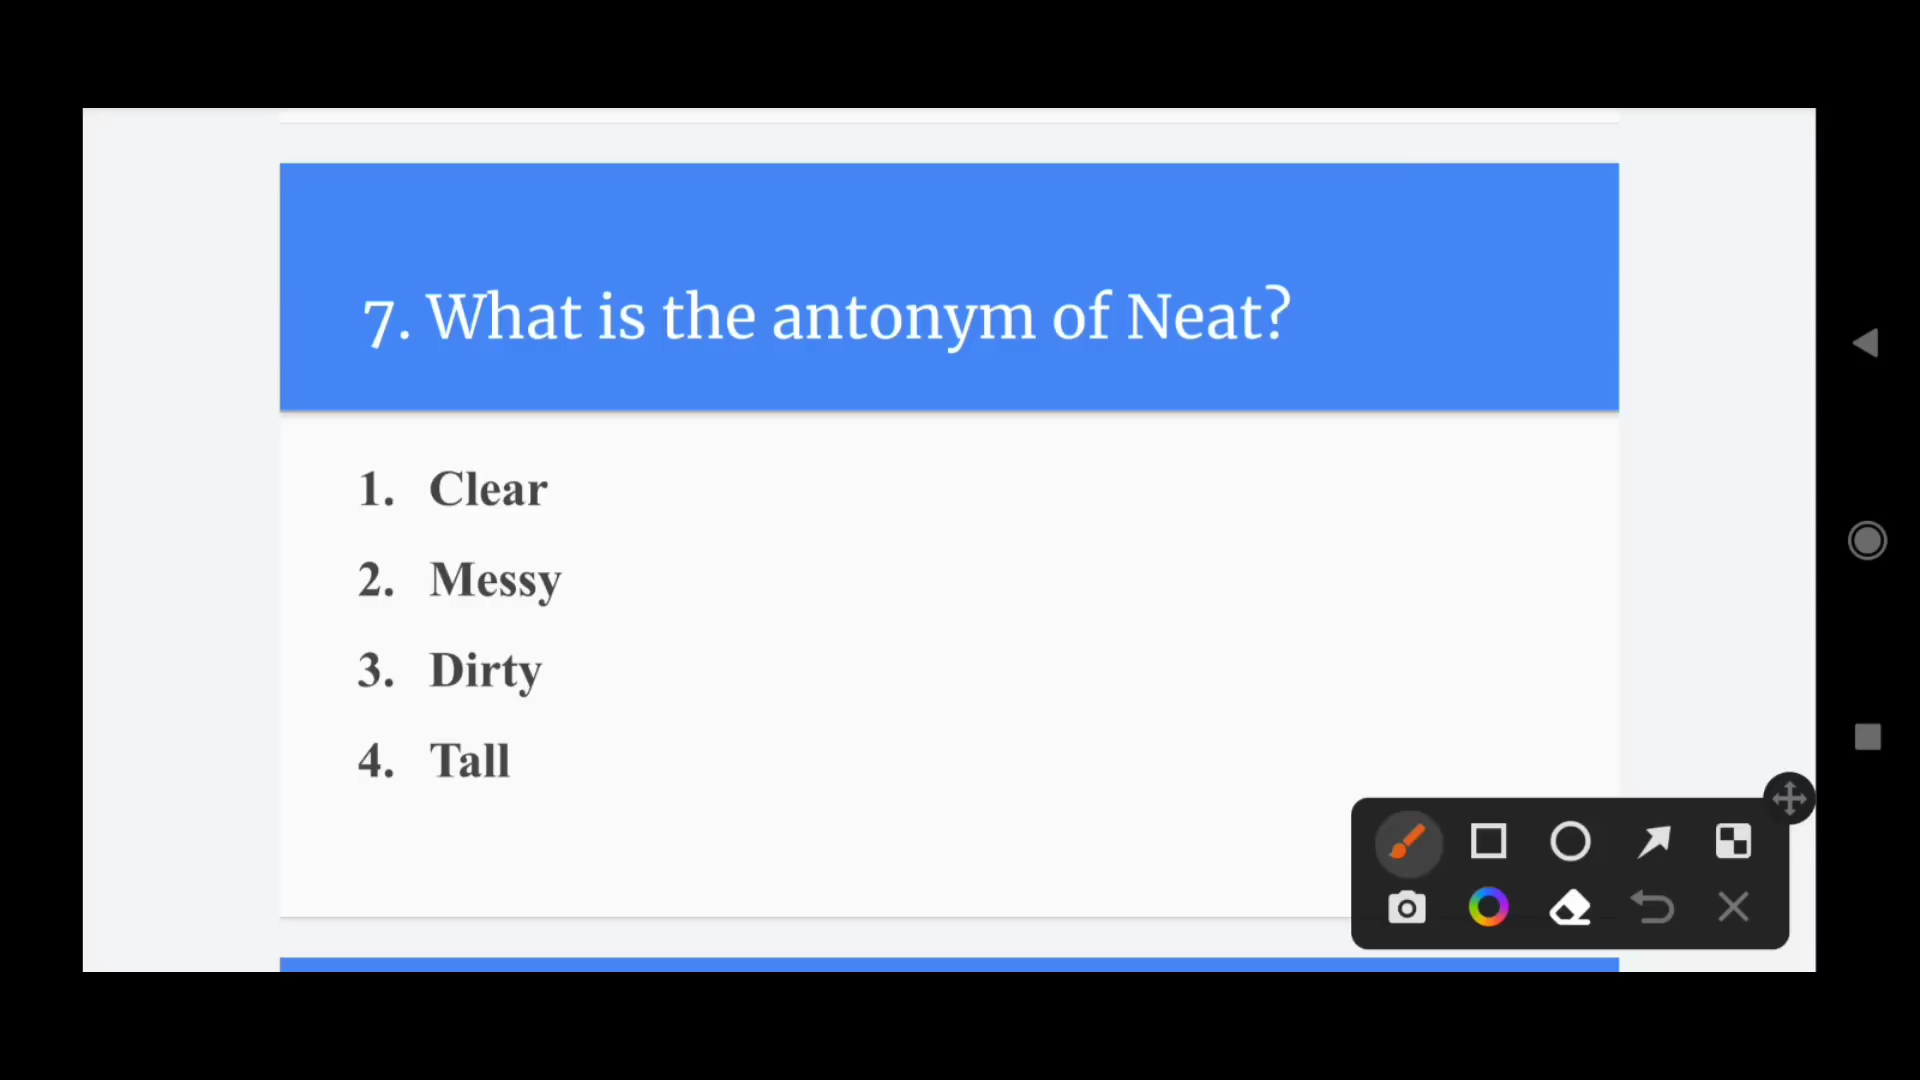 7. What is the antonym of Neat?
1. Clear
2. Messy
3. Dirty
4. Tall